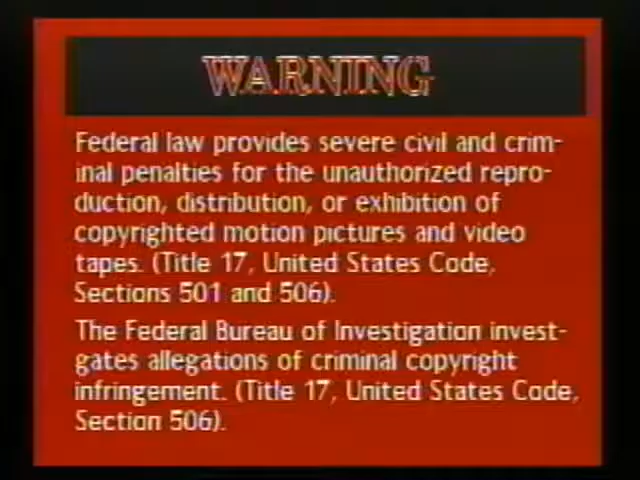 WARNING
Federal law provides severe civil and crim-
inal penalties for the unauthorized repro-
duction, distribution, or exhibition of
copyrighted motion pictures and video
tapes. (Title 17, United States Code,
Sections 501 and 506).
The Federal Bureau of Investigation invest-
gates allegations of criminal copyright
infringement. (Title 17, United States Code,
Section 506).